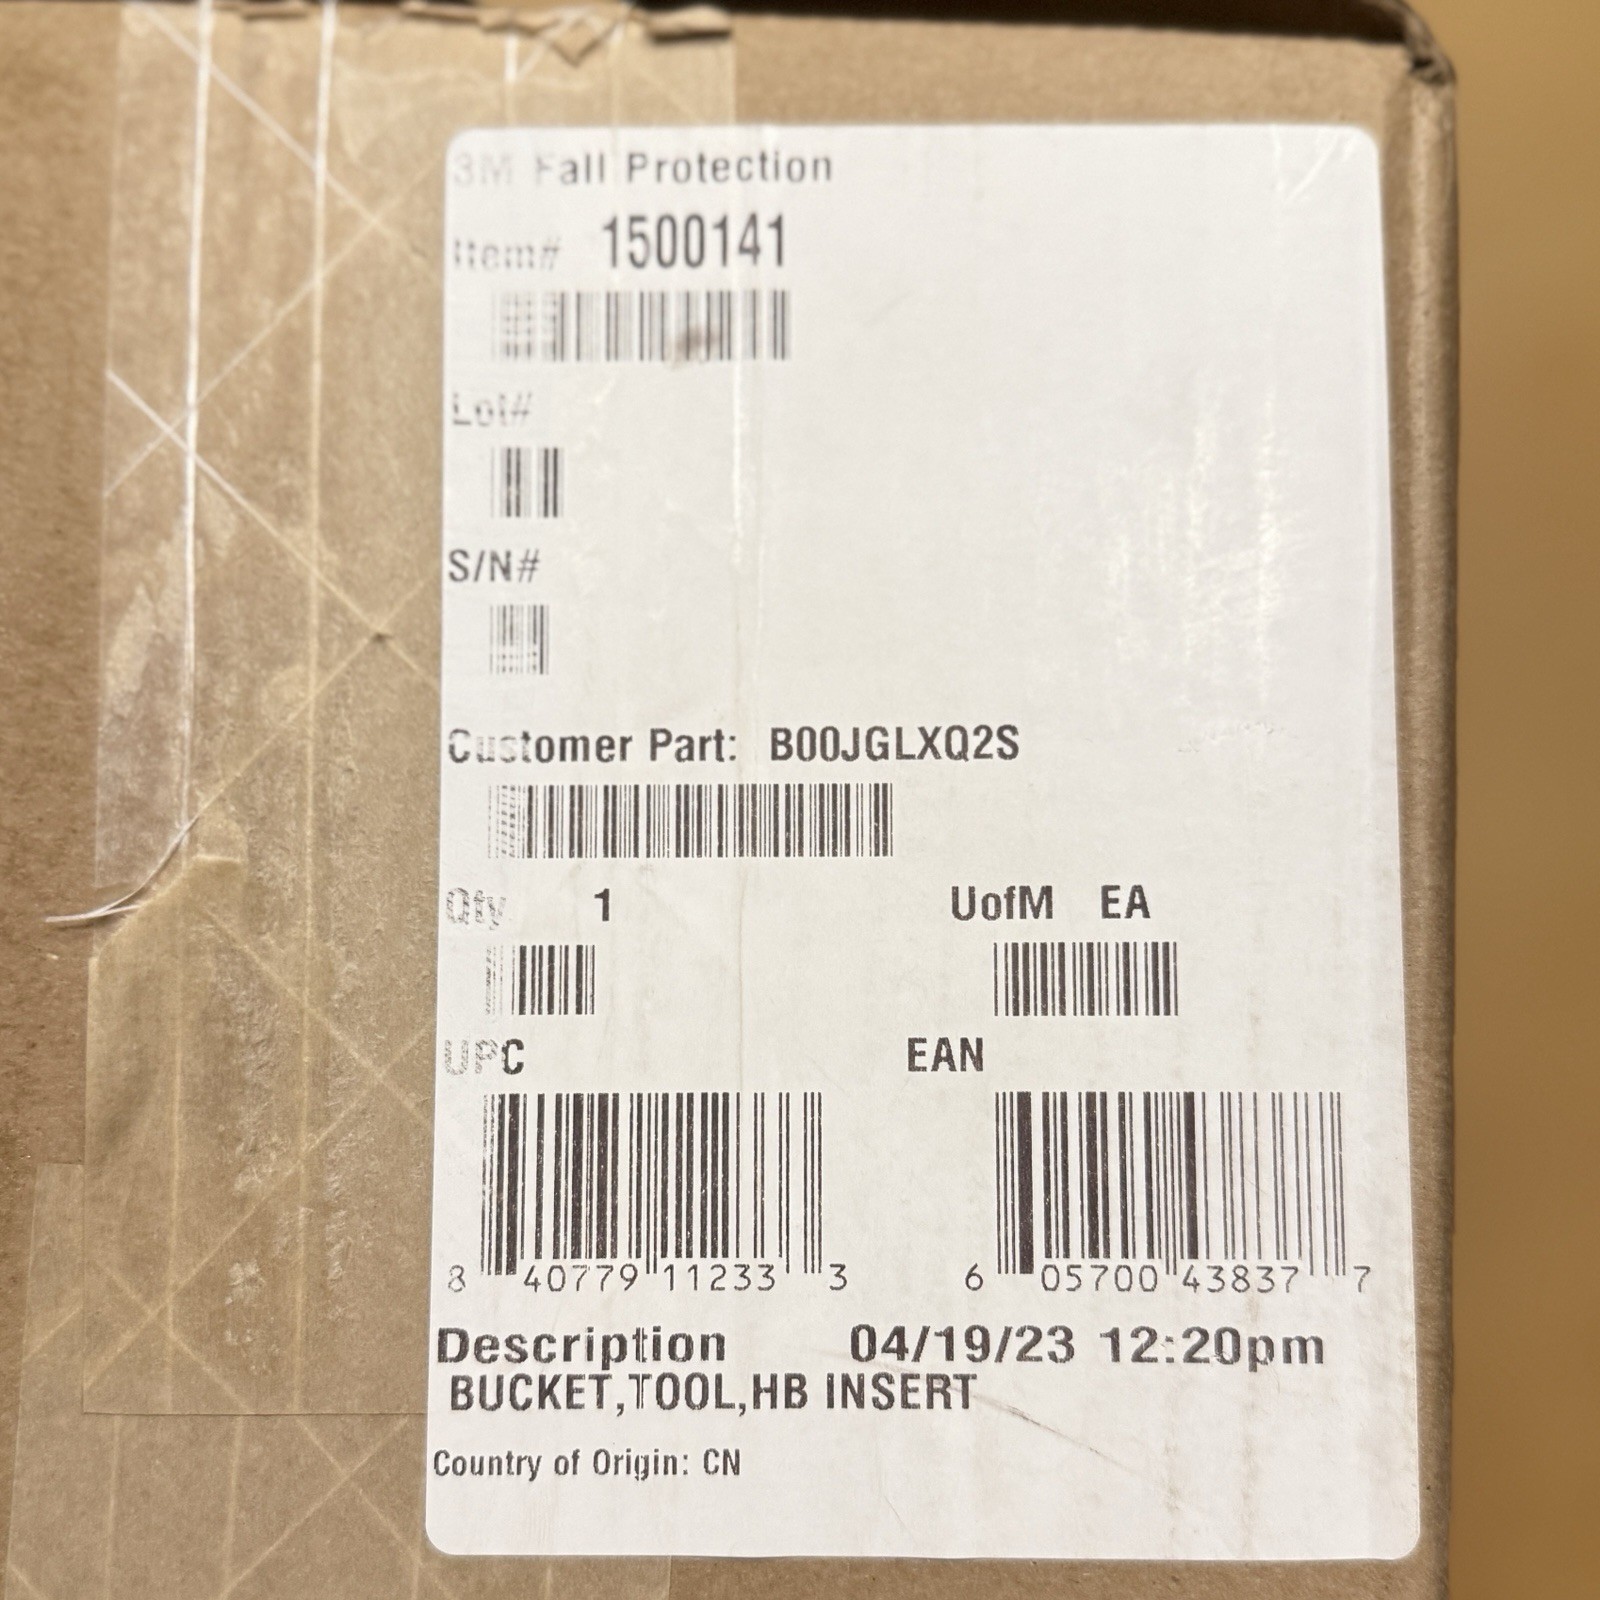 3M Fall Protection
Item# 1500141
Lot#
S/N#
Customer Part: B00JGLXQ2S
Qty 1 UofM EA
UPC EAN
8 40779 11233 3 6 05700 43837 7
Description 04/19/23 12:20pm
BUCKET,TOOL,HB INSERT
Country of Origin: CN